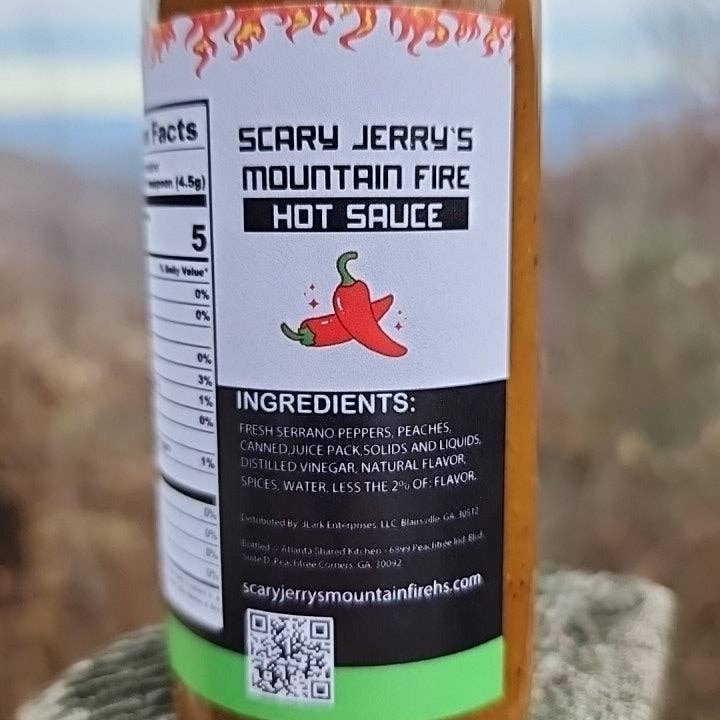 Facts
(4.5g)
5
% Daily Value*
0%
0%
0%
3%
1%
0%
1%
0%
0%
0%
0%
SCARY JERRY'S
MOUNTAIN FIRE
HOT SAUCE
INGREDIENTS:
FRESH SERRANO PEPPERS, PEACHES,
CANNED,JUICE PACK,SOLIDS AND LIQUIDS,
DISTILLED VINEGAR, NATURAL FLAVOR,
SPICES, WATER, LESS THE 2% OF: FLAVOR.
Distributed By JLark Enterprises, LLC Blairsville, GA 30512
Bottled Atlanta Shared Kitchen - 6899 Peachtree Ind. Blvd.
Suite D, Peachtree Corners, GA 30092
scaryjerrysmountainfirehs.com